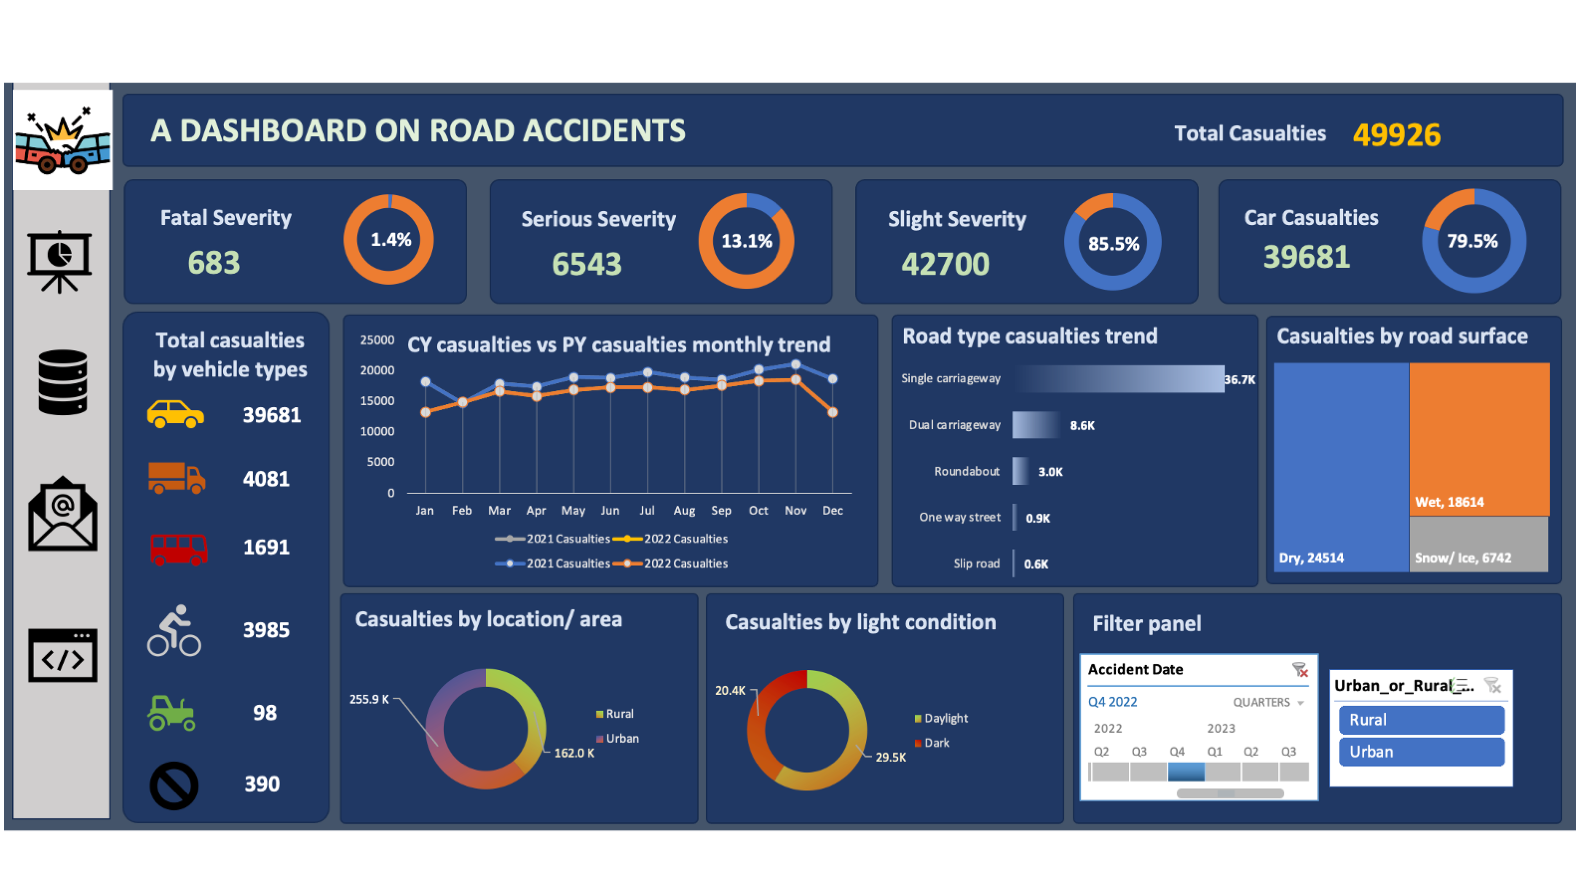 A DASHBOARD ON ROAD ACCIDENTS
Total Casualties 49926
Fatal Severity
683
1.4%
Serious Severity
6543
13.1%
Slight Severity
42700
85.5%
Car Casualties
39681
79.5%
Total casualties
by vehicle types
39681
4081
1691
3985
98
390
CY casualties vs PY casualties monthly trend
25000
20000
15000
10000
5000
0
Jan Feb Mar Apr May Jun Jul Aug Sep Oct Nov Dec
2021 Casualties 2022 Casualties
2021 Casualties 2022 Casualties
Road type casualties trend
Single carriageway 36.7K
Dual carriageway 8.6K
Roundabout 3.0K
One way street 0.9K
Slip road 0.6K
Casualties by road surface
Dry, 24514
Wet, 18614
Snow/ Ice, 6742
Casualties by location/ area
255.9 K
162.0 K
Rural
Urban
Casualties by light condition
20.4K
29.5K
Daylight
Dark
Filter panel
Accident Date
Q4 2022 QUARTERS
2022 2023
Q2 Q3 Q4 Q1 Q2 Q3
Urban_or_Rural_...
Rural
Urban
@
</>